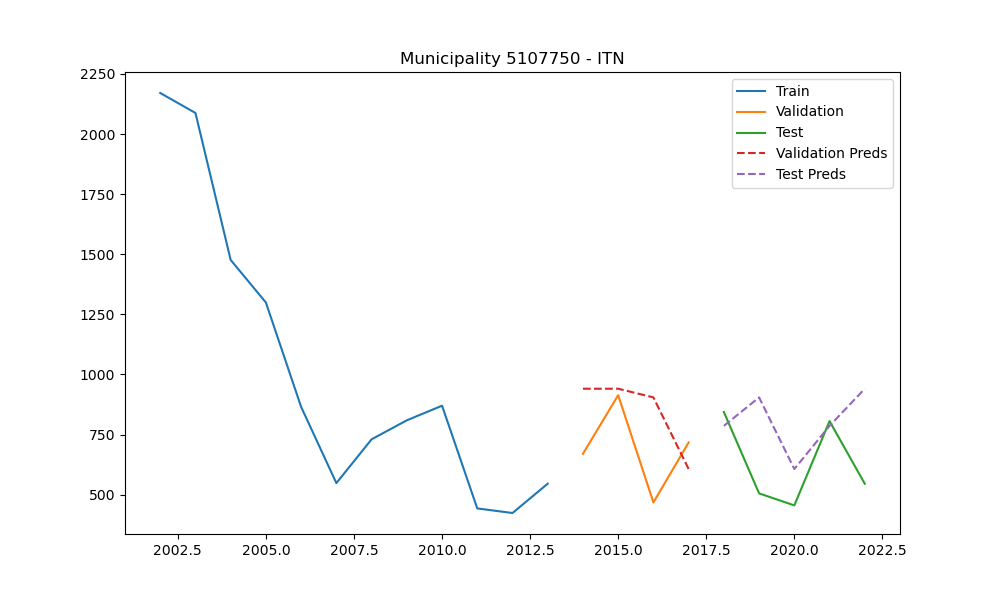 Municipality 5107750 - ITN
2250
2000
1750
1500
1250
1000
750
500
Train
Validation
Test
Validation Preds
Test Preds
2002.5 2005.0 2007.5 2010.0 2012.5 2015.0 2017.5 2020.0 2022.5